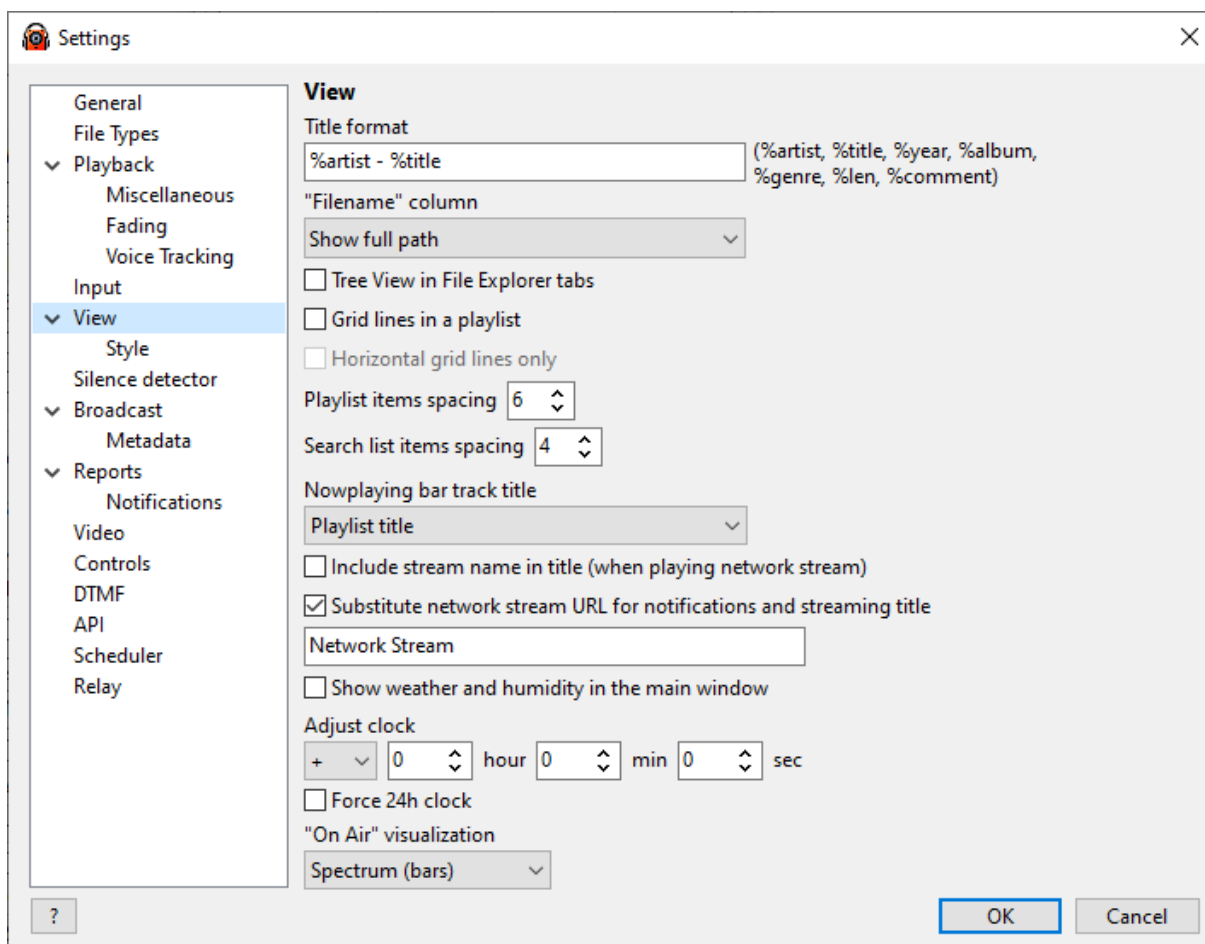 Settings
General
File Types
Playback
Miscellaneous
Fading
Voice Tracking
Input
View
Style
Silence detector
Broadcast
Metadata
Reports
Notifications
Video
Controls
DTMF
API
Scheduler
Relay
View
Title format
%artist - %title
(%artist, %title, %year, %album,
%genre, %len, %comment)
"Filename" column
Show full path
Tree View in File Explorer tabs
Grid lines in a playlist
Horizontal grid lines only
Playlist items spacing 6
Search list items spacing 4
Nowplaying bar track title
Playlist title
Include stream name in title (when playing network stream)
Substitute network stream URL for notifications and streaming title
Network Stream
Show weather and humidity in the main window
Adjust clock
+ 0 hour 0 min 0 sec
Force 24h clock
"On Air" visualization
Spectrum (bars)
? OK Cancel